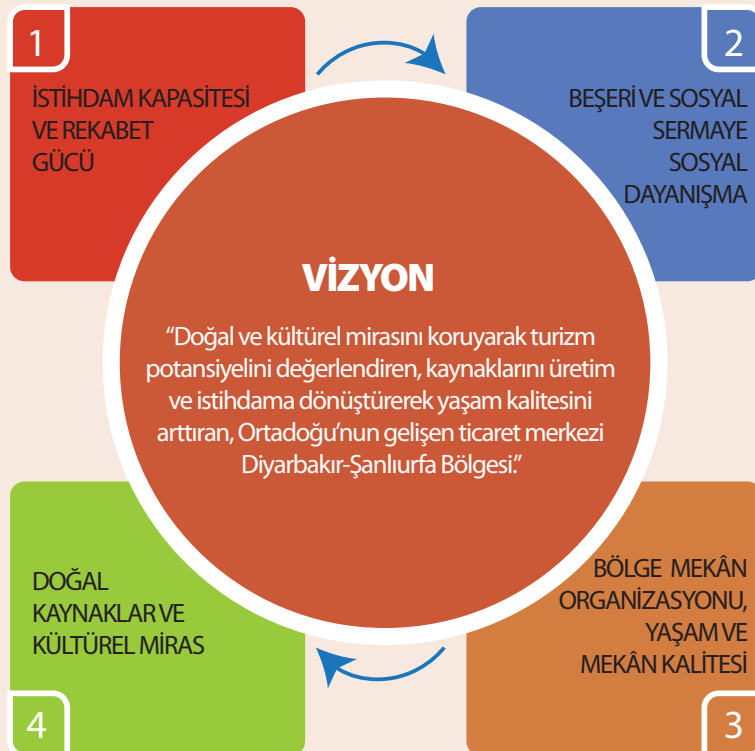 1
İSTİHDAM KAPASİTESİ
VE REKABET
GÜCÜ
2
BEŞERİ VE SOSYAL
SERMAYE
SOSYAL
DAYANIŞMA
VİZYON
“Doğal ve kültürel mirasını koruyarak turizm
potansiyelini değerlendiren, kaynaklarını üretim
ve istihdama dönüştürerek yaşam kalitesini
arttıran, Ortadoğu’nun gelişen ticaret merkezi
Diyarbakır-Şanlıurfa Bölgesi.”
BÖLGE MEKÂN
ORGANİZASYONU,
YAŞAM VE
MEKÂN KALİTESİ
3
DOĞAL
KAYNAKLAR VE
KÜLTÜREL MİRAS
4